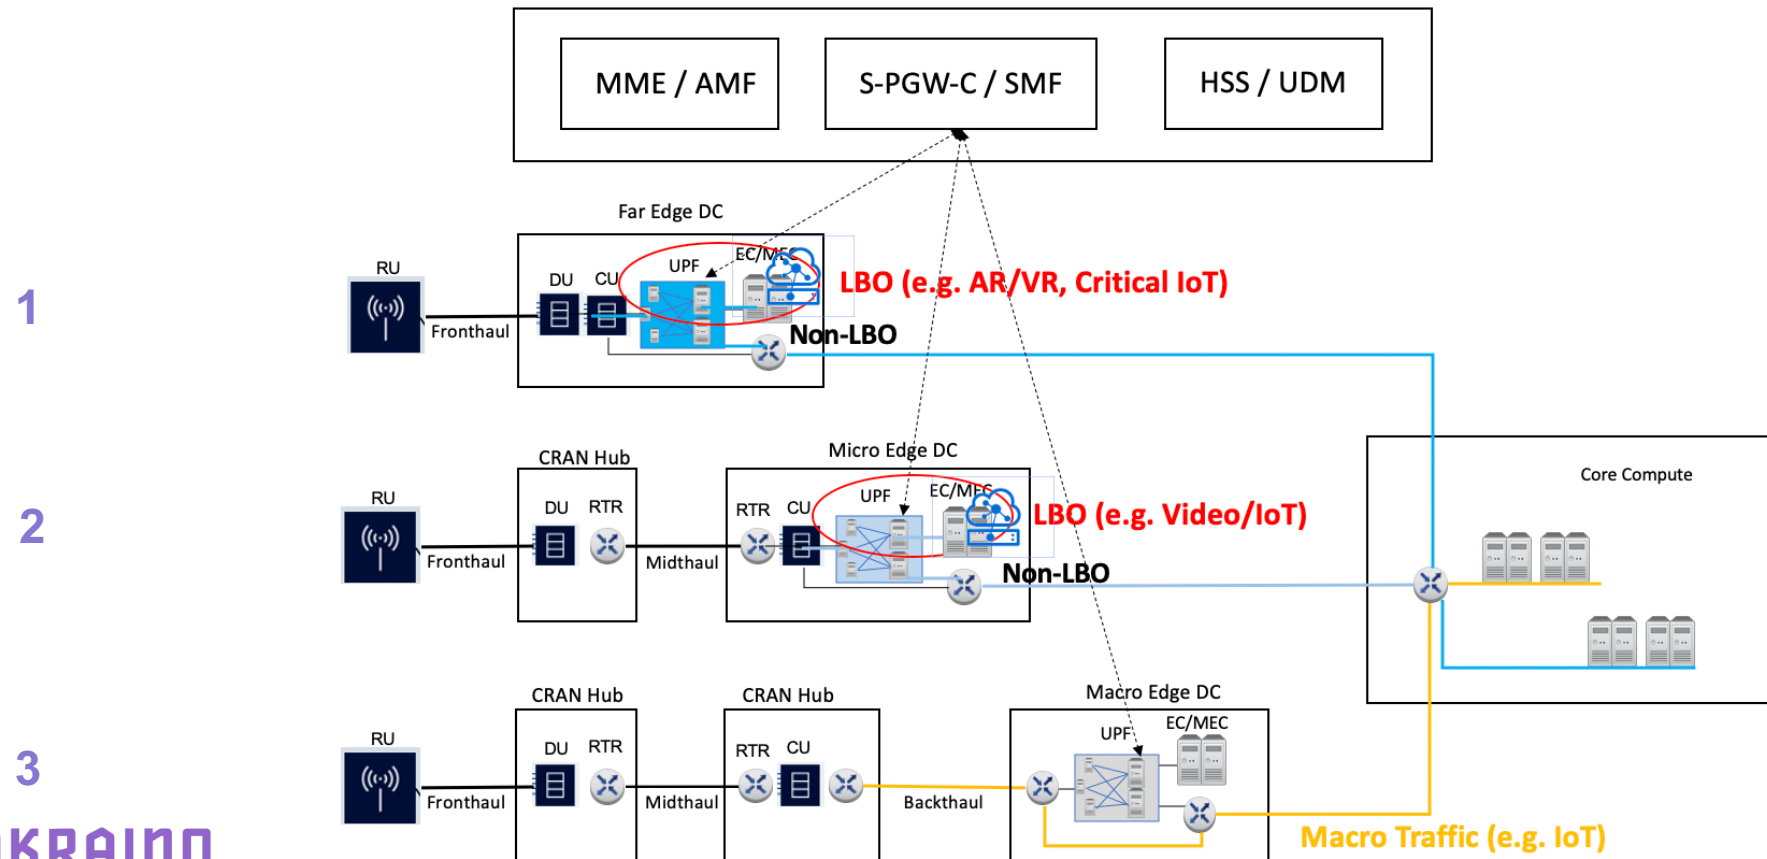 MME / AMF
S-PGW-C / SMF
HSS / UDM
Far Edge DC
1
RU
Fronthaul
DU
CU
UPF
EC/MEC
LBO (e.g. AR/VR, Critical IoT)
Non-LBO
2
RU
Fronthaul
CRAN Hub
DU
RTR
Midthaul
Micro Edge DC
RTR
CU
UPF
EC/MEC
LBO (e.g. Video/IoT)
Non-LBO
Core Compute
3
RU
Fronthaul
CRAN Hub
DU
RTR
Midthaul
CRAN Hub
RTR
CU
Backthaul
Macro Edge DC
UPF
EC/MEC
Macro Traffic (e.g. IoT)